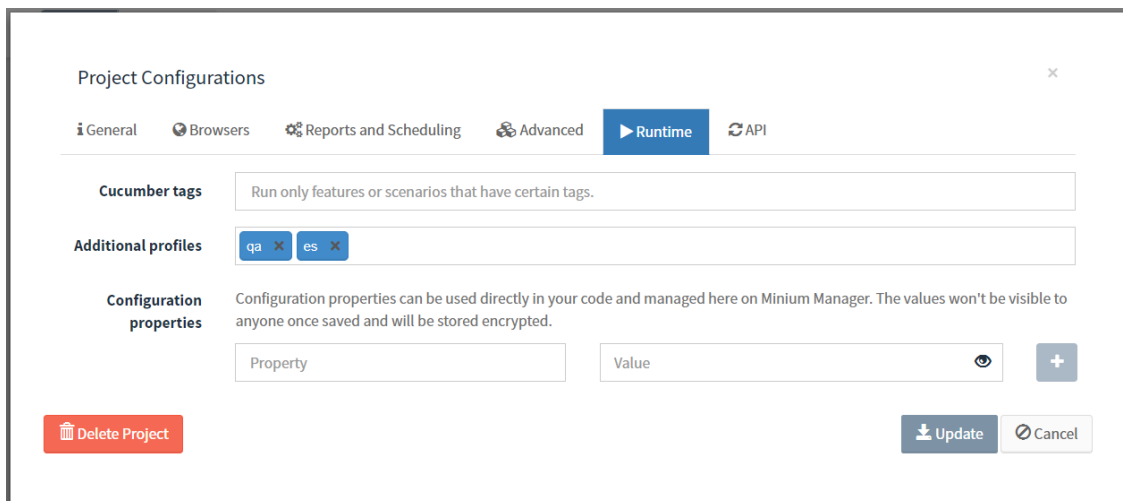 Project Configurations
×
General Browsers Reports and Scheduling Advanced Runtime API
Cucumber tags Run only features or scenarios that have certain tags.
Additional profiles qa × es ×
Configuration properties
Configuration properties can be used directly in your code and managed here on Minium Manager. The values won't be visible to
anyone once saved and will be stored encrypted.
Property Value
Delete Project Update Cancel